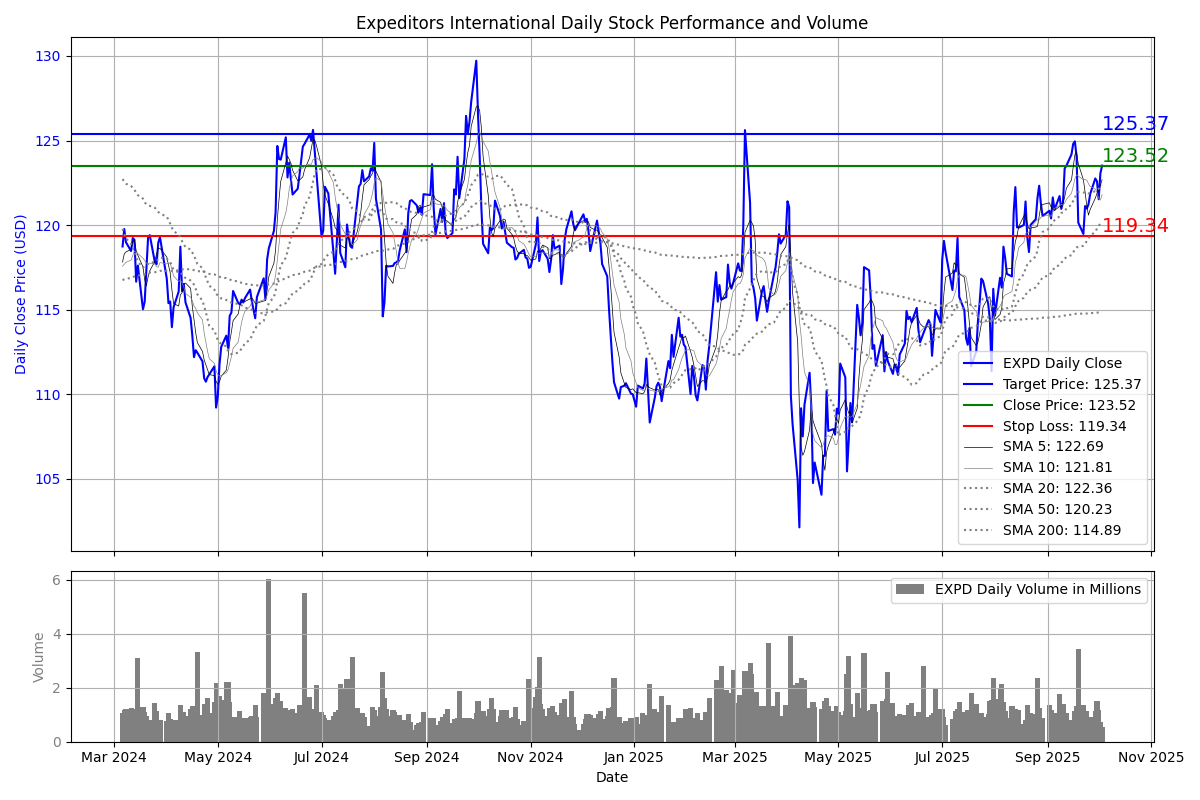 Expeditors International Daily Stock Performance and Volume
Daily Close Price (USD)
130
125
120
115
110
105
125.37
123.52
119.34
EXPD Daily Close
Target Price: 125.37
Close Price: 123.52
Stop Loss: 119.34
SMA 5: 122.69
SMA 10: 121.81
SMA 20: 122.36
SMA 50: 120.23
SMA 200: 114.89
Volume
6
4
2
0
EXPD Daily Volume in Millions
Mar 2024 May 2024 Jul 2024 Sep 2024 Nov 2024 Jan 2025 Mar 2025 May 2025 Jul 2025 Sep 2025 Nov 2025
Date